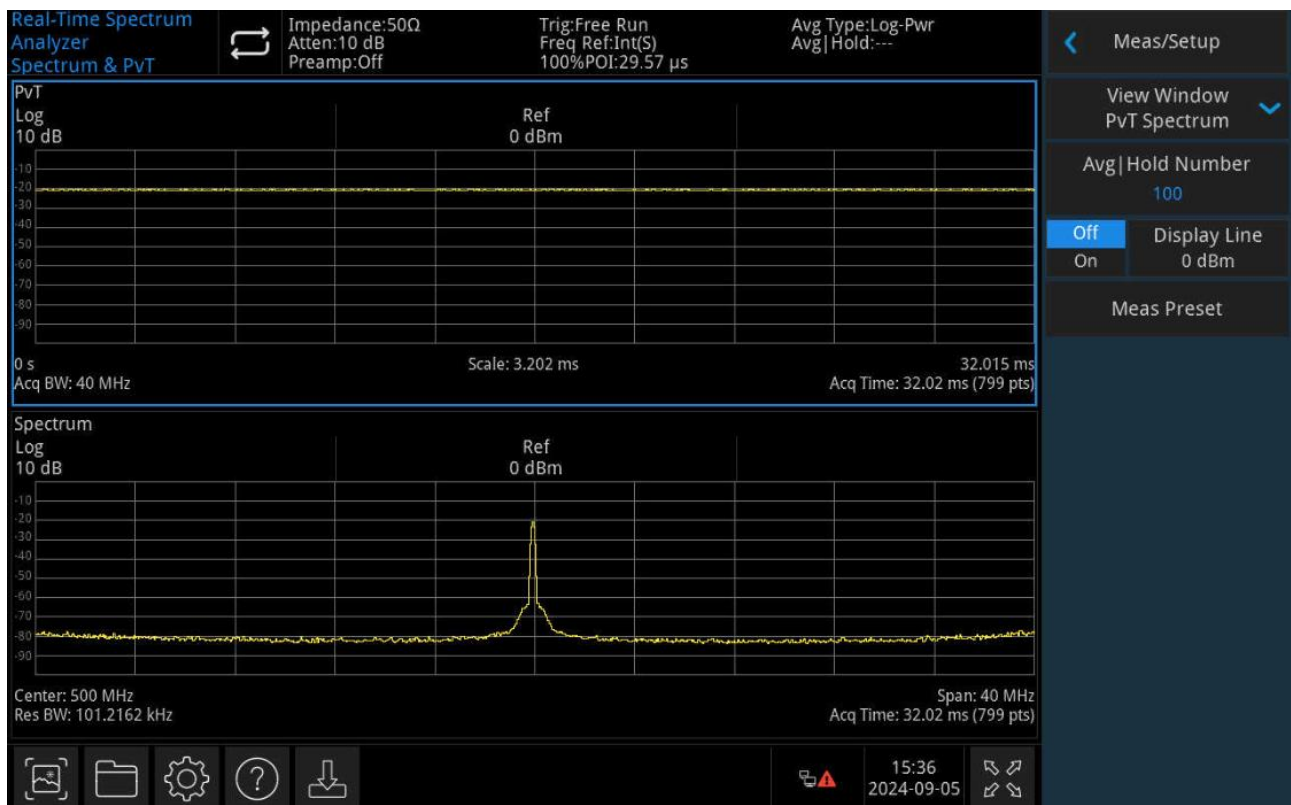 Real-Time Spectrum
Analyzer
Spectrum & PvT
Impedance:50Ω
Atten:10 dB
Preamp:Off
Trig:Free Run
Freq Ref:Int(S)
100%POI:29.57 µs
Avg Type:Log-Pwr
Avg|Hold:---
Meas/Setup
View Window
PvT Spectrum
Avg|Hold Number
100
Off
On
Display Line
0 dBm
Meas Preset
PvT
Log
10 dB
Ref
0 dBm
-10
-20
-30
-40
-50
-60
-70
-80
-90
0 s
Scale: 3.202 ms
32.015 ms
Acq BW: 40 MHz
Acq Time: 32.02 ms (799 pts)
Spectrum
Log
10 dB
Ref
0 dBm
-10
-20
-30
-40
-50
-60
-70
-80
-90
Center: 500 MHz
Span: 40 MHz
Res BW: 101.2162 kHz
Acq Time: 32.02 ms (799 pts)
?
15:36
2024-09-05